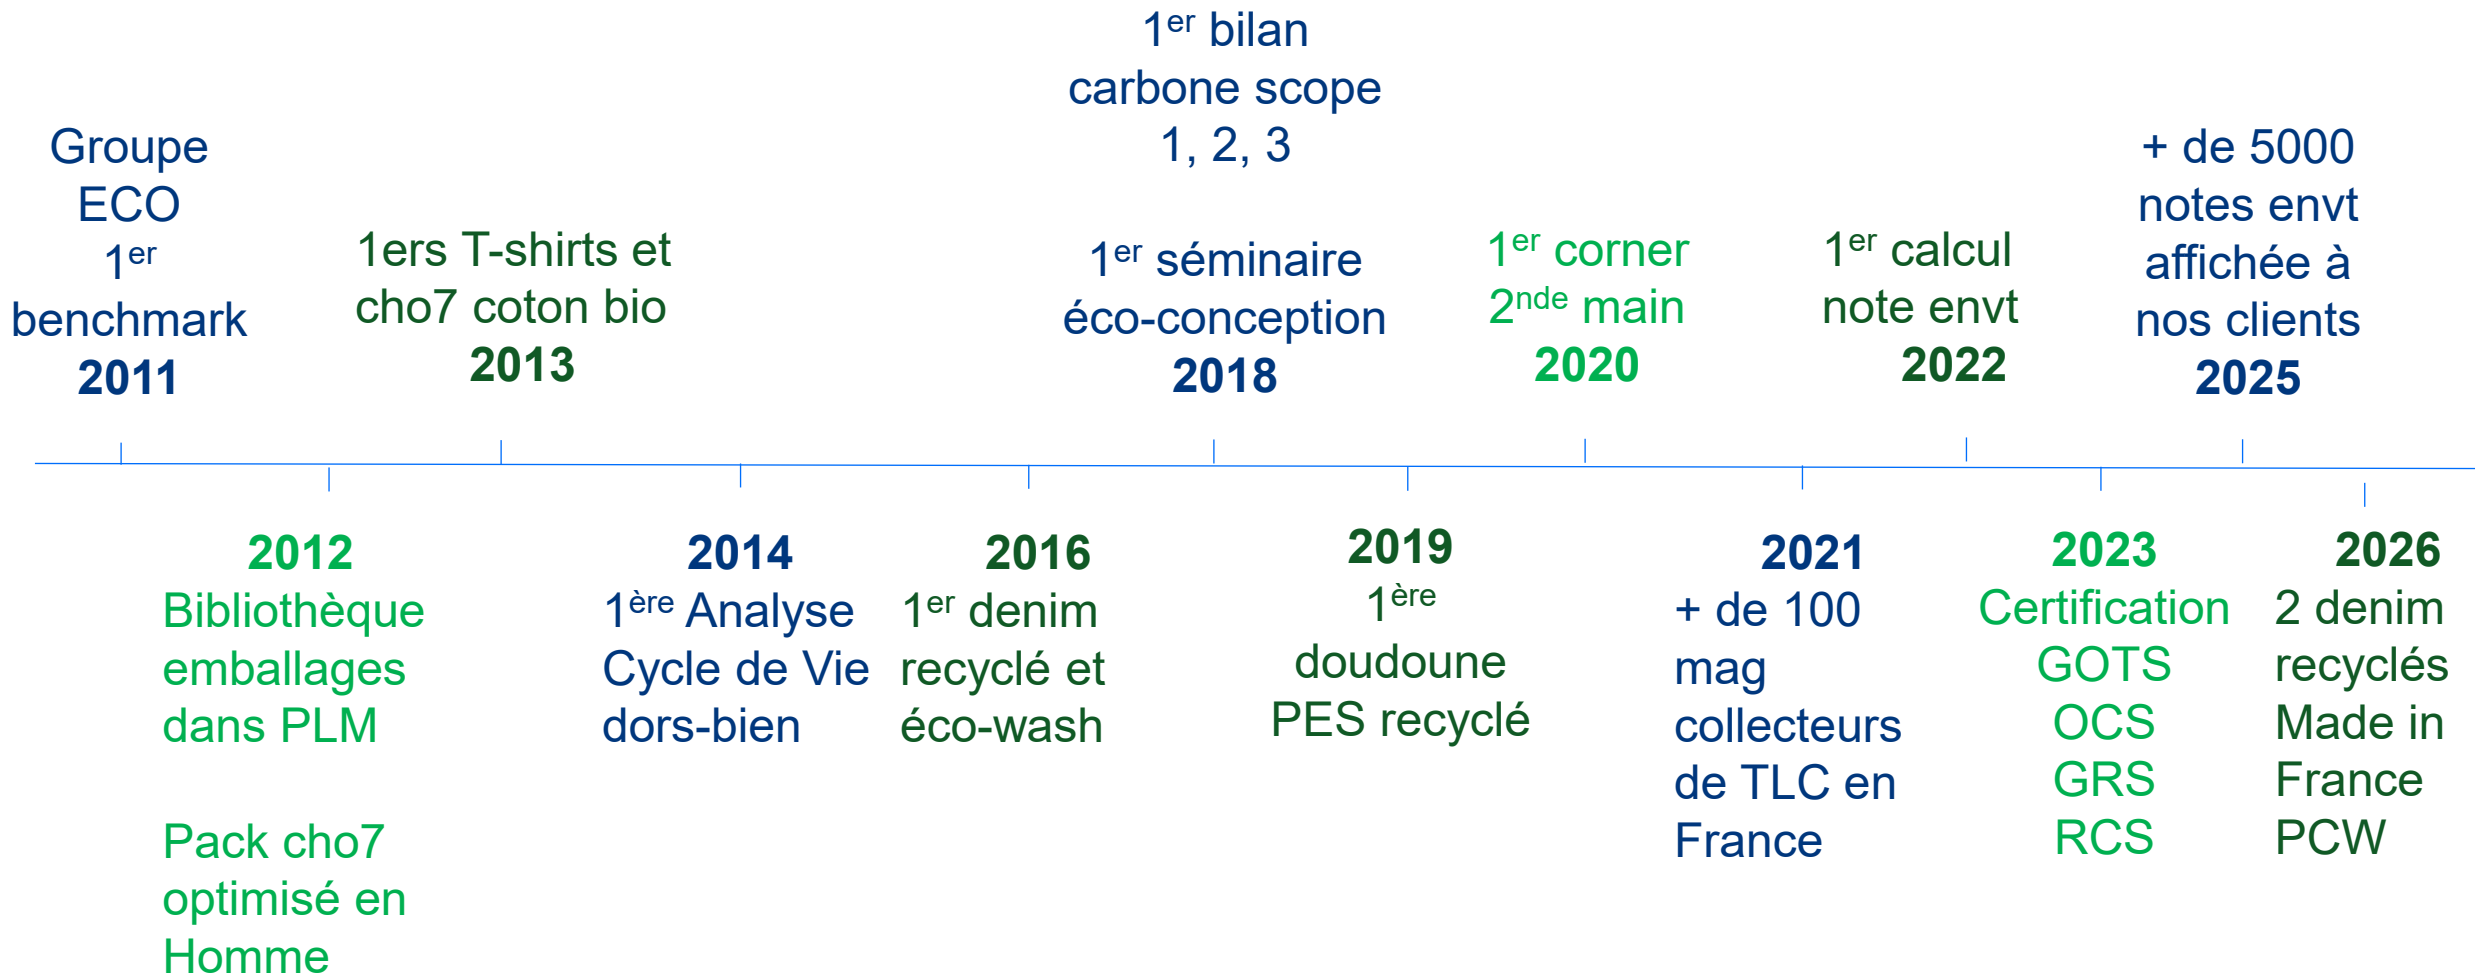 Groupe
ECO
1er
benchmark
2011
1ers T-shirts et
cho7 coton bio
2013
1er bilan
carbone scope
1, 2, 3
1er séminaire
éco-conception
2018
1er corner
2nde main
2020
1er calcul
note envt
2022
+ de 5000
notes envt
affichée à
nos clients
2025
2012
Bibliothèque
emballages
dans PLM
Pack cho7
optimisé en
Homme
2014
1ère Analyse
Cycle de Vie
dors-bien
2016
1er denim
recyclé et
éco-wash
2019
1ère
doudoune
PES recyclé
2021
+ de 100
mag
collecteurs
de TLC en
France
2023
Certification
GOTS
OCS
GRS
RCS
2026
2 denim
recyclés
Made in
France
PCW